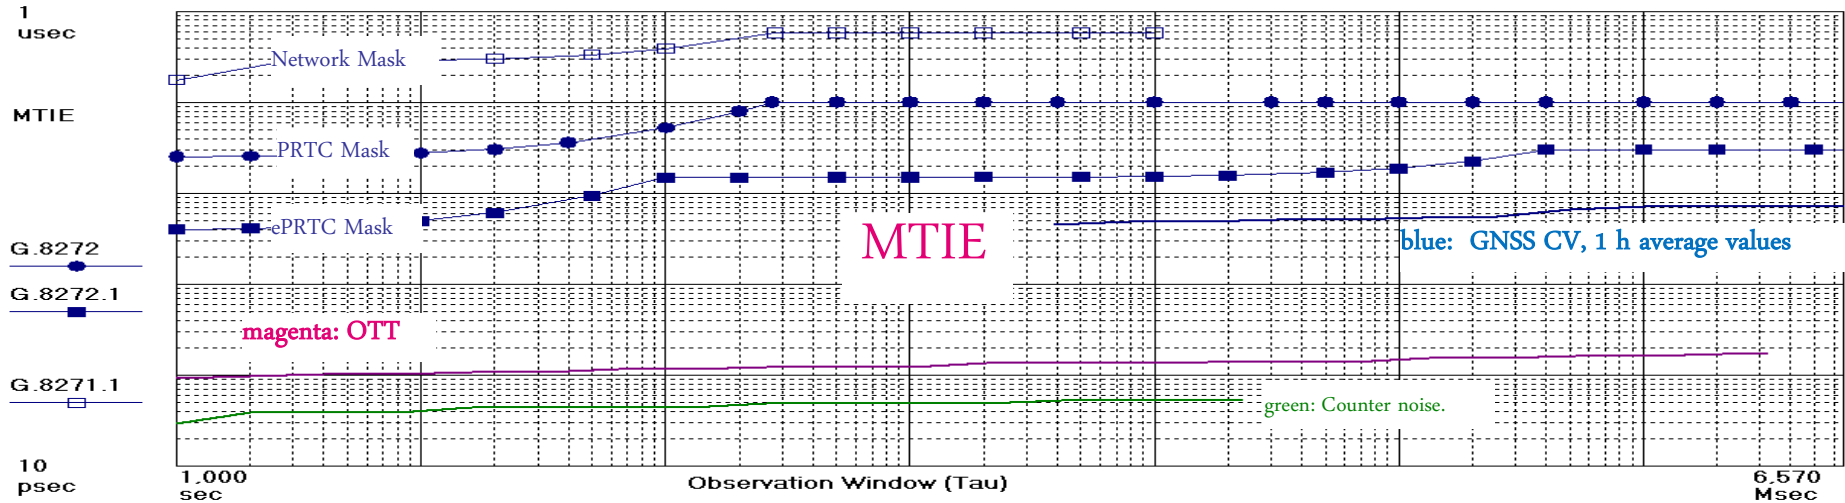 1
usec
Network Mask
MTIE
PRTC Mask
ePRTC Mask
MTIE
blue: GNSS CV, 1 h average values
G.8272
G.8272.1
magenta: OTT
G.8271.1
green: Counter noise.
10
psec
1,000
sec
Observation Window (Tau)
6,570
Msec